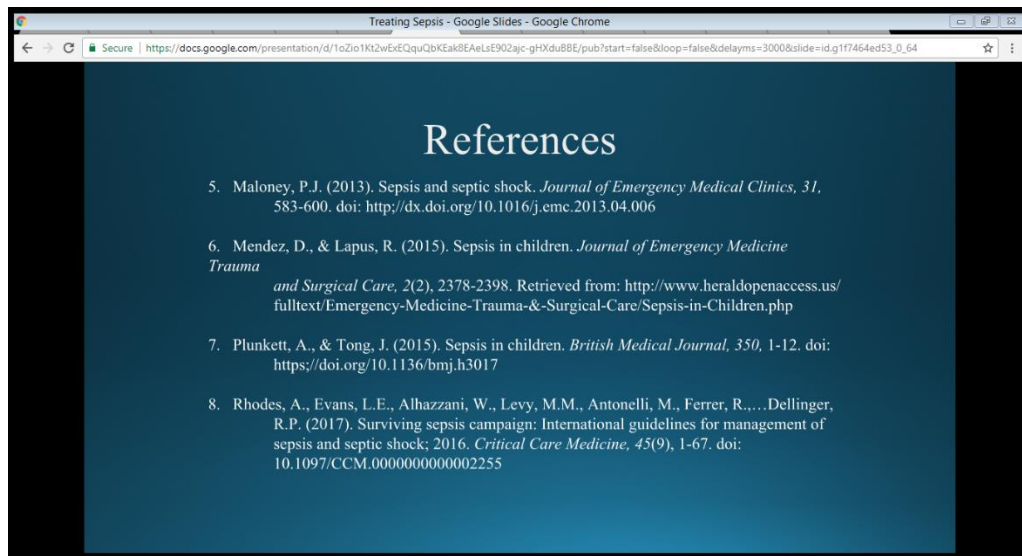 Treating Sepsis - Google Slides - Google Chrome
Secure | https://docs.google.com/presentation/d/1oZio1Kt2wExEQquQbKEak8EAeLsE902ajc-gHXduBBE/pub?start=false&loop=false&delayms=3000&slide=id.g1f7464ed53_0_64
References
5. Maloney, P.J. (2013). Sepsis and septic shock. Journal of Emergency Medical Clinics, 31,
583-600. doi: http;//dx.doi.org/10.1016/j.emc.2013.04.006
6. Mendez, D., & Lapus, R. (2015). Sepsis in children. Journal of Emergency Medicine
Trauma
and Surgical Care, 2(2), 2378-2398. Retrieved from: http://www.heraldopenaccess.us/
fulltext/Emergency-Medicine-Trauma-&-Surgical-Care/Sepsis-in-Children.php
7. Plunkett, A., & Tong, J. (2015). Sepsis in children. British Medical Journal, 350, 1-12. doi:
https;//doi.org/10.1136/bmj.h3017
8. Rhodes, A., Evans, L.E., Alhazzani, W., Levy, M.M., Antonelli, M., Ferrer, R.,…Dellinger,
R.P. (2017). Surviving sepsis campaign: International guidelines for management of
sepsis and septic shock; 2016. Critical Care Medicine, 45(9), 1-67. doi:
10.1097/CCM.0000000000002255